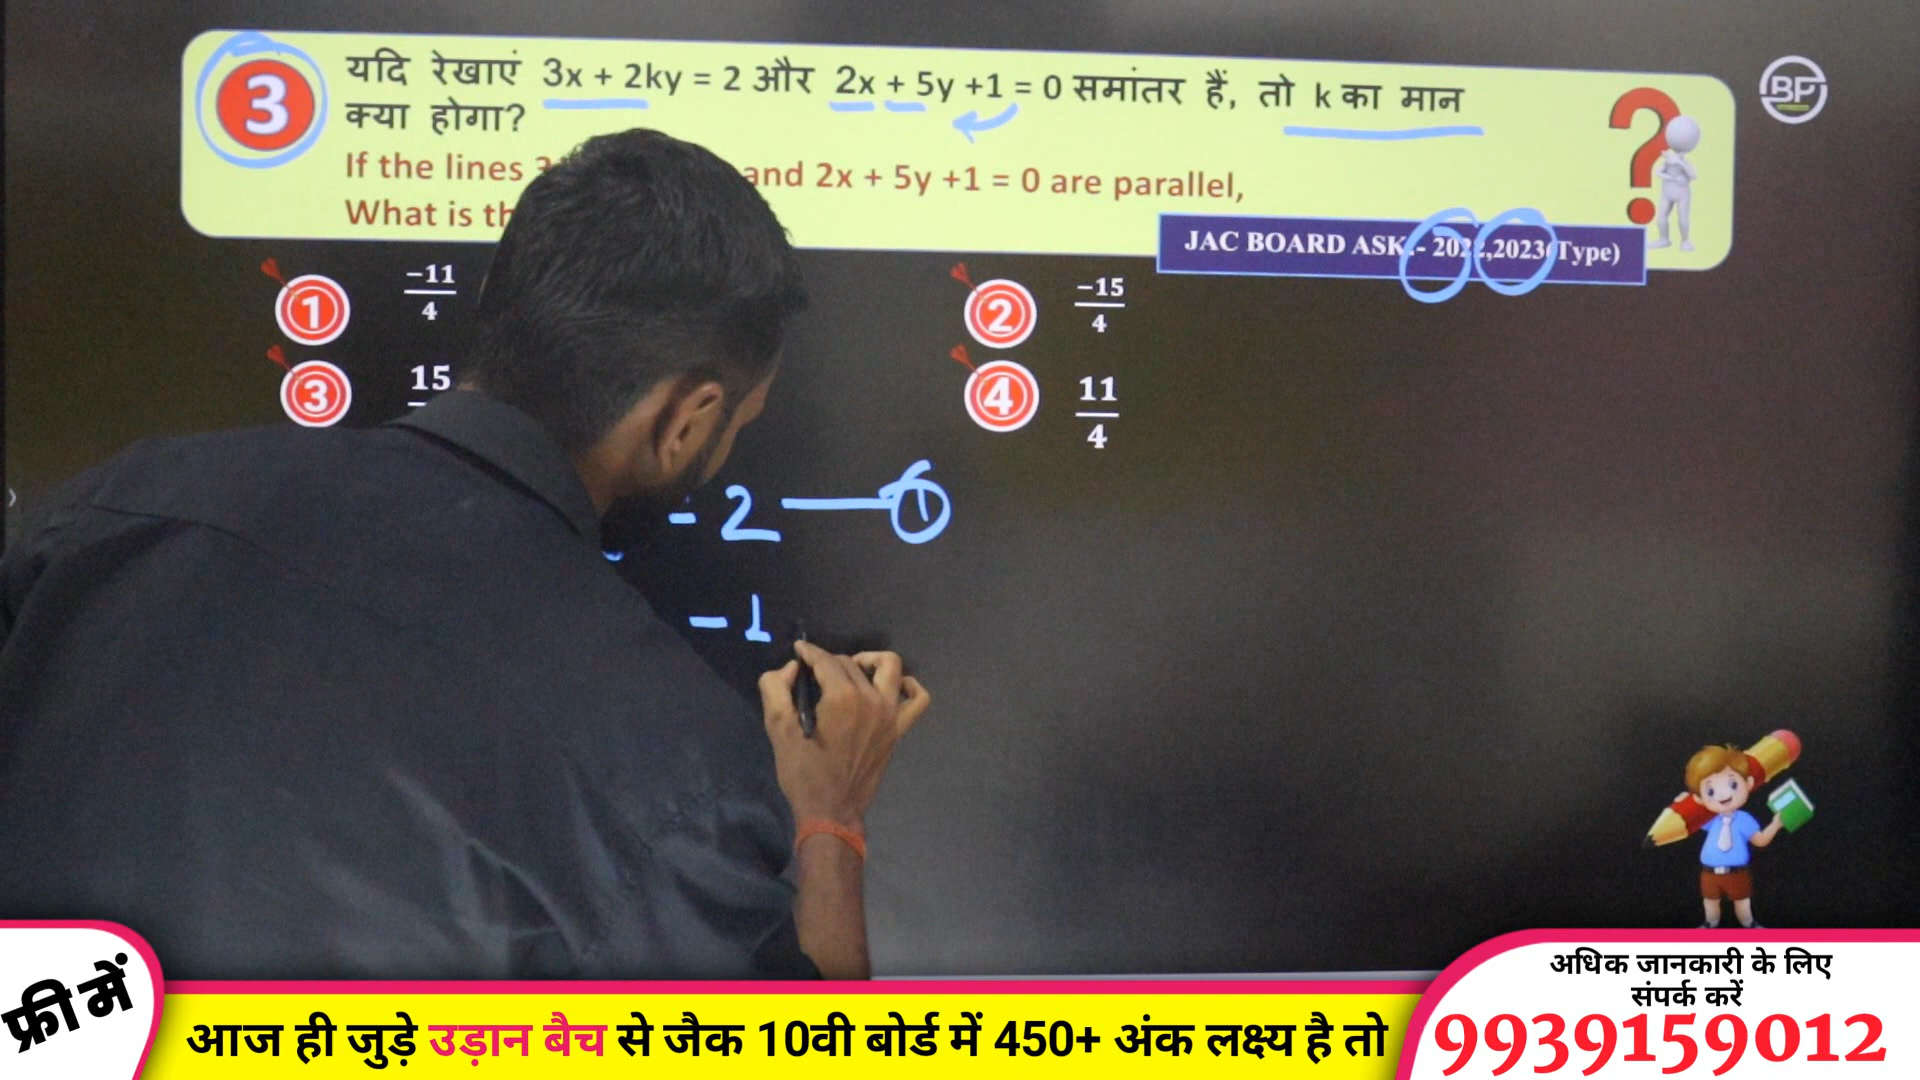 3 यदि रेखाएं 3x + 2ky = 2 और 2x + 5y +1 = 0 समांतर हैं, तो k का मान
क्या होगा?
If the lines and 2x + 5y +1 = 0 are parallel,
What is
JAC BOARD ASK:- 2022,2023(Type)
BP
1 −11/4
2 −15/4
3 15
4 11/4
- 2 — 1
- 1
फ्री में
आज ही जुड़े उड़ान बैच से जैक 10वी बोर्ड में 450+ अंक लक्ष्य है तो
अधिक जानकारी के लिए
संपर्क करें
9939159012